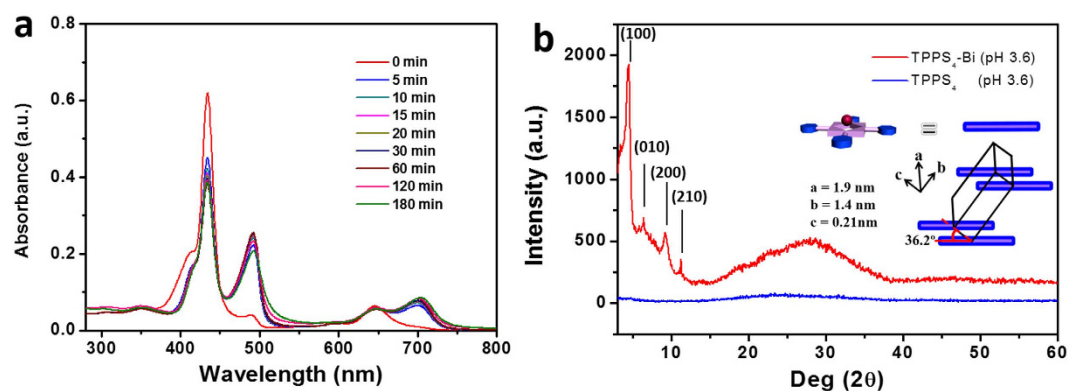 a
0.8
0.6
0.4
0.2
0.0
Absorbance (a.u.)
0 min
5 min
10 min
15 min
20 min
30 min
60 min
120 min
180 min
300 400 500 600 700 800
Wavelength (nm)
b
2000
1500
1000
500
0
Intensity (a.u.)
(100)
(010)
(200)
(210)
TPPS₄-Bi (pH 3.6)
TPPS₄ (pH 3.6)
≡
a
b
c
a = 1.9 nm
b = 1.4 nm
c = 0.21nm
36.2°
10 20 30 40 50 60
Deg (2θ)